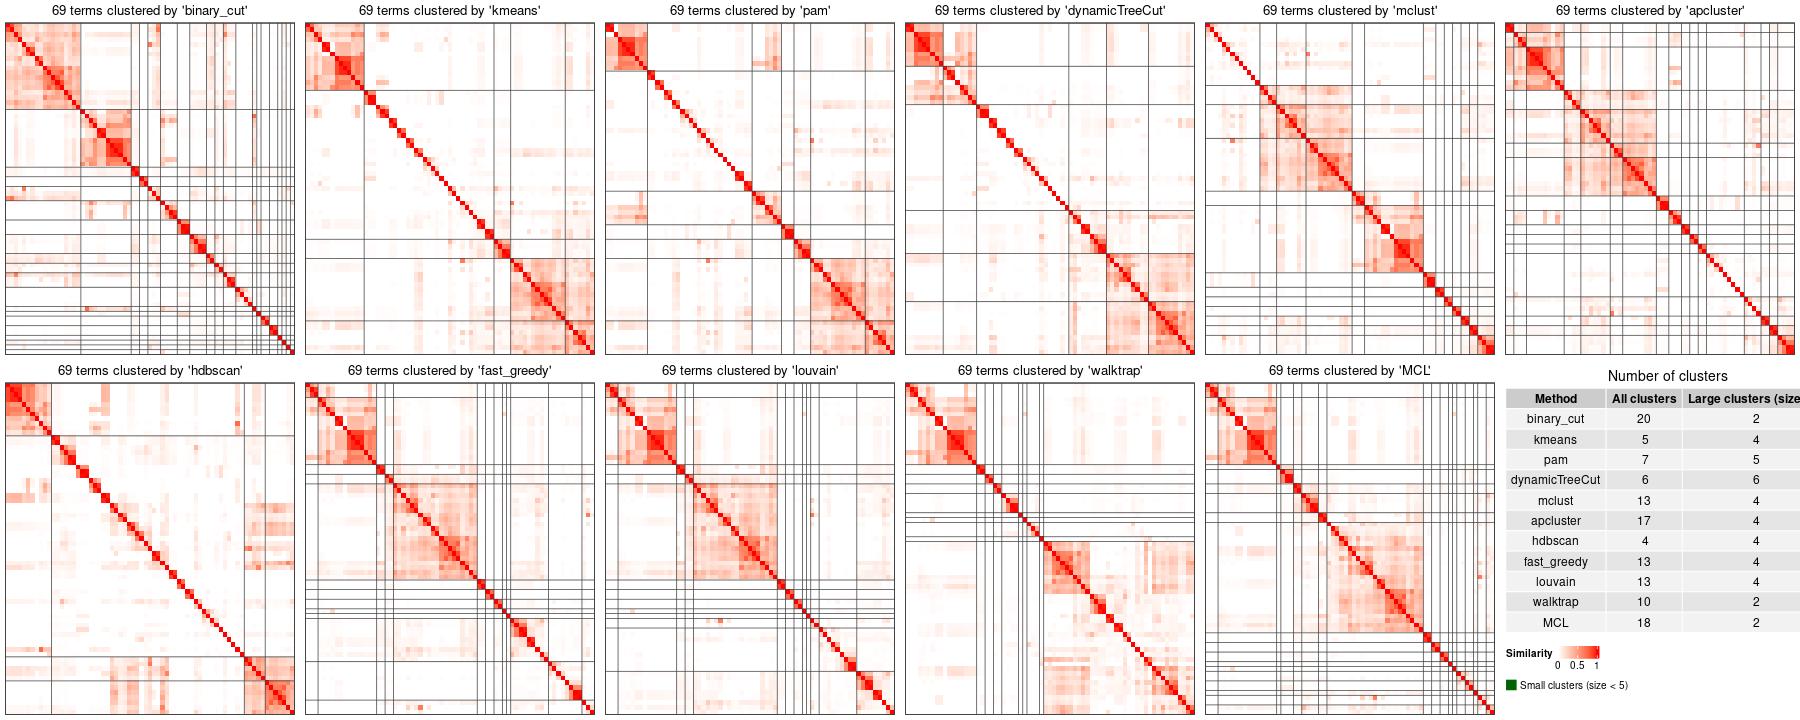 69 terms clustered by 'binary_cut'
69 terms clustered by 'kmeans'
69 terms clustered by 'pam'
69 terms clustered by 'dynamicTreeCut'
69 terms clustered by 'mclust'
69 terms clustered by 'apcluster'
69 terms clustered by 'hdbscan'
69 terms clustered by 'fast_greedy'
69 terms clustered by 'louvain'
69 terms clustered by 'walktrap'
69 terms clustered by 'MCL'
Number of clusters
Method All clusters Large clusters (size
binary_cut 20 2
kmeans 5 4
pam 7 5
dynamicTreeCut 6 6
mclust 13 4
apcluster 17 4
hdbscan 4 4
fast_greedy 13 4
louvain 13 4
walktrap 10 2
MCL 18 2
Similarity
0 0.5 1
Small clusters (size < 5)